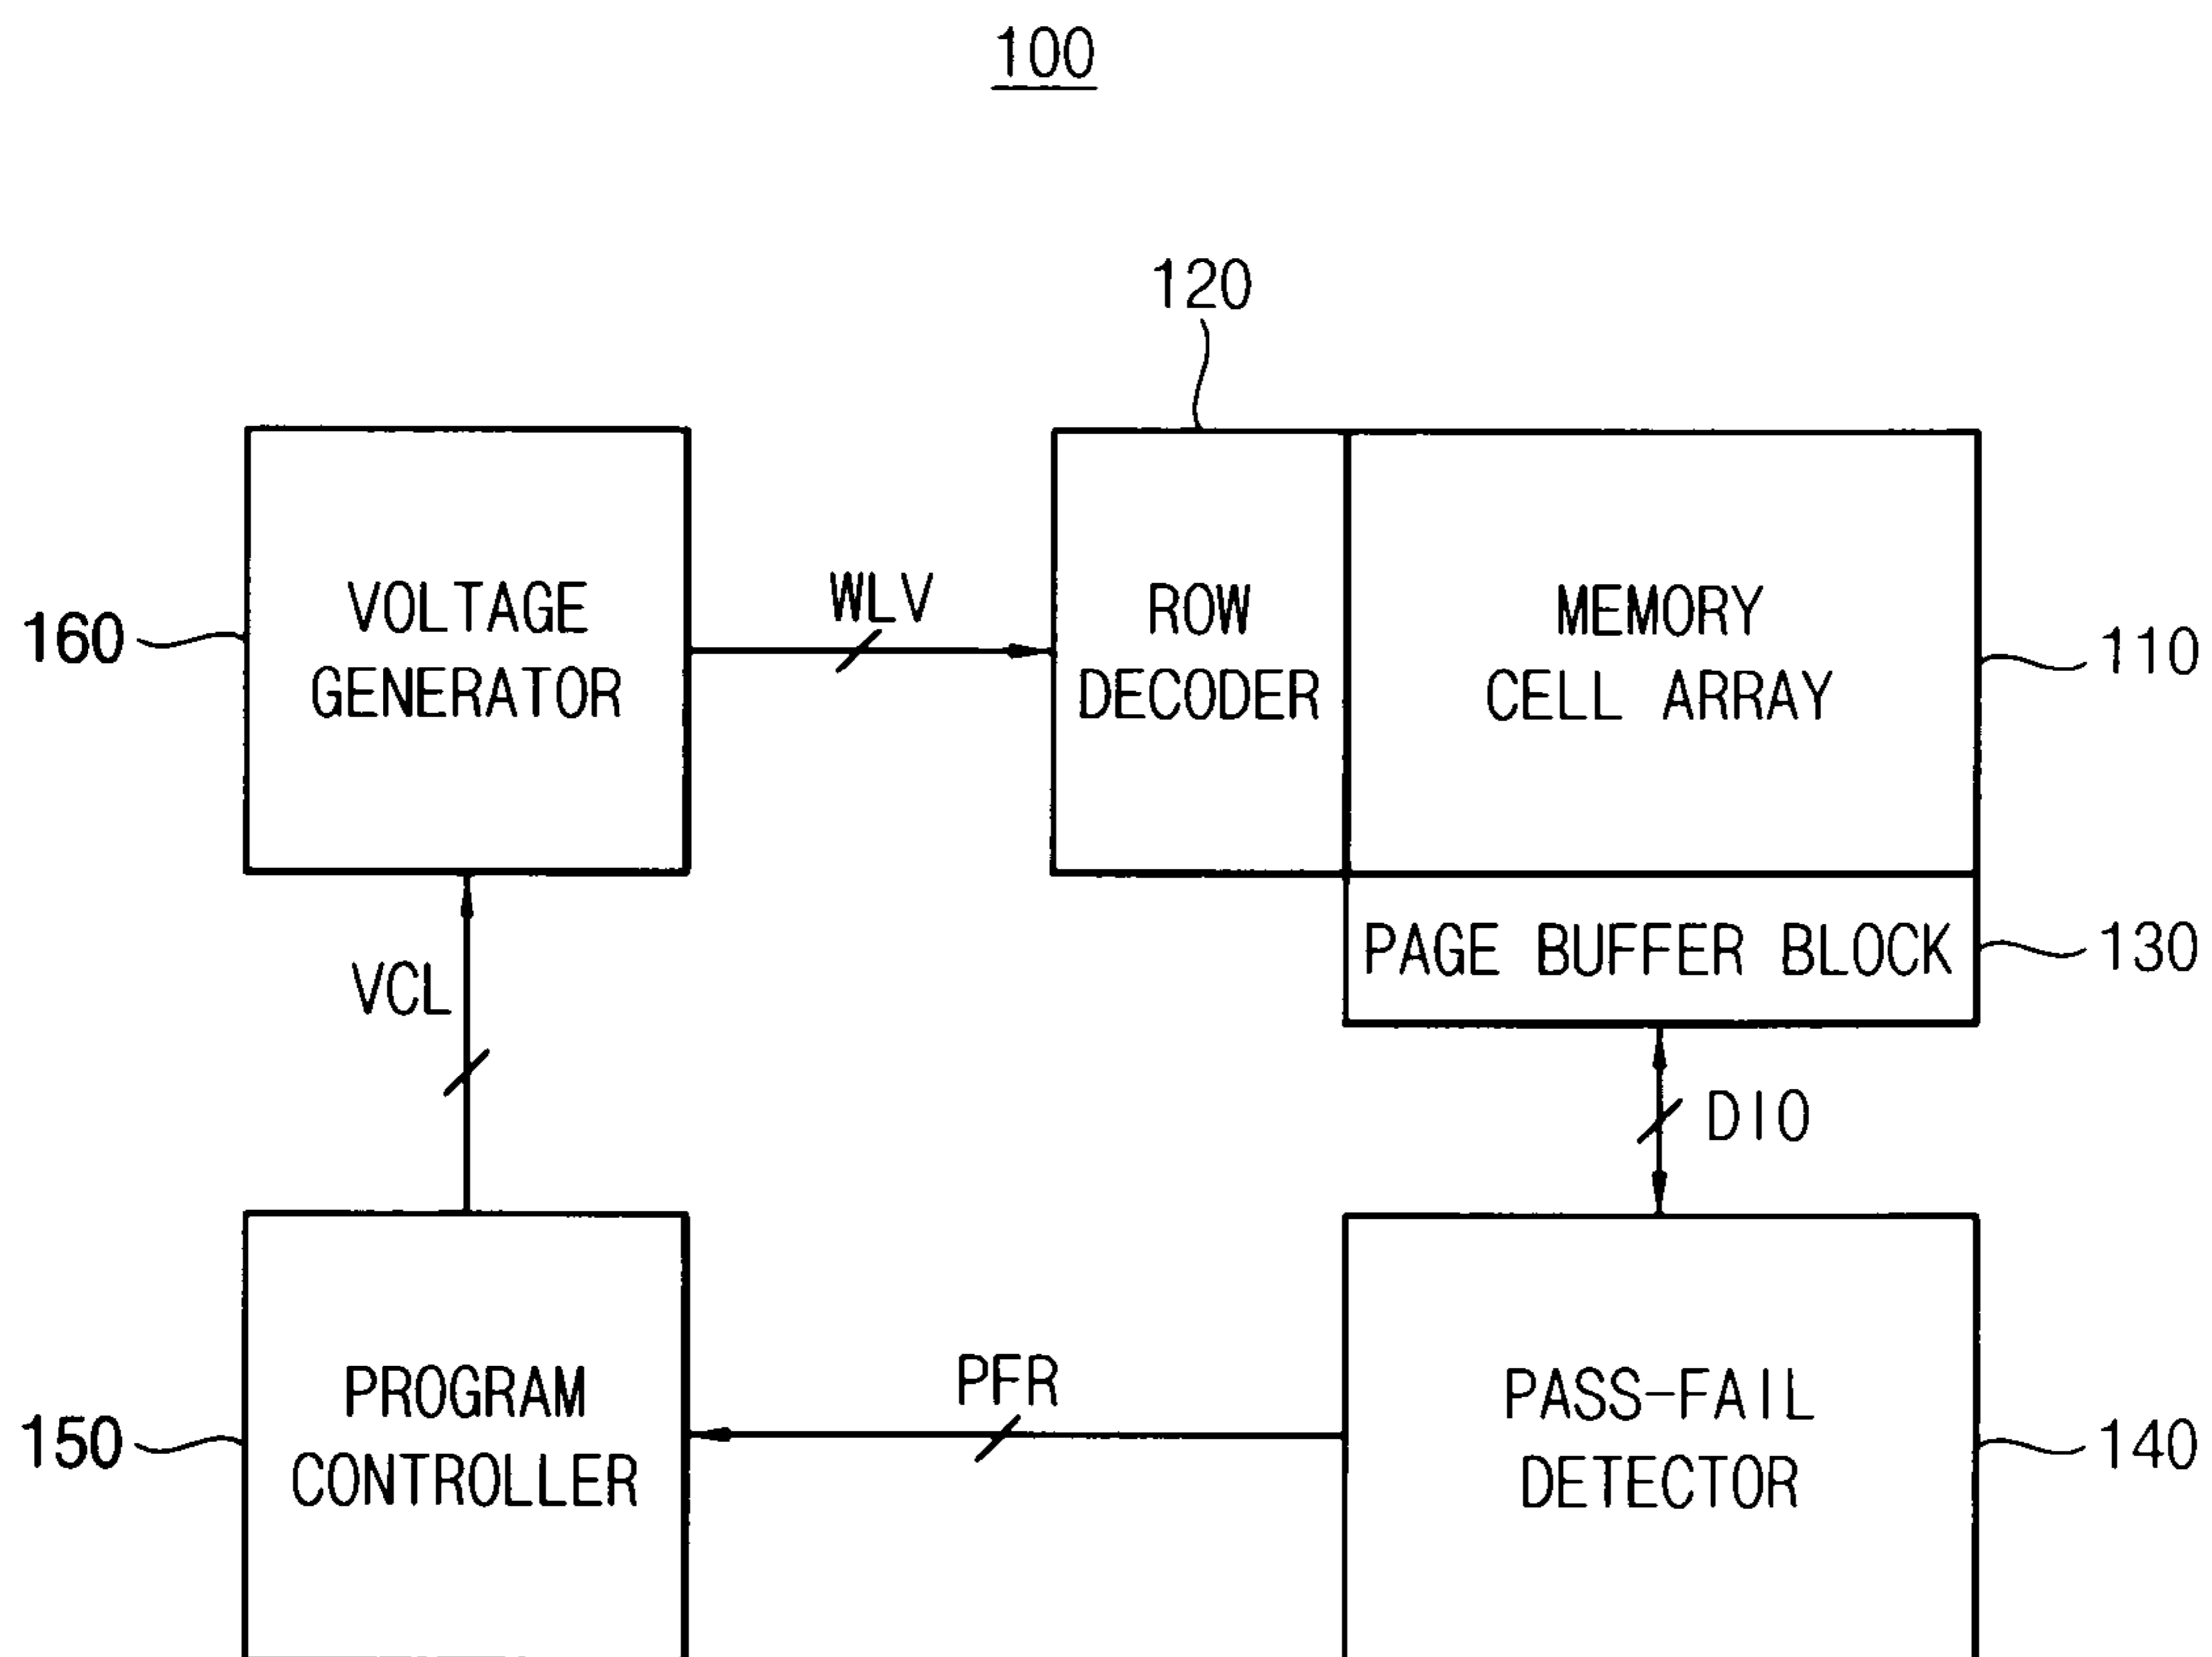 100
120
VOLTAGE
GENERATOR
160
WLV
ROW
DECODER
MEMORY
CELL ARRAY
110
PAGE BUFFER BLOCK
130
VCL
DIO
PROGRAM
CONTROLLER
150
PFR
PASS-FAIL
DETECTOR
140